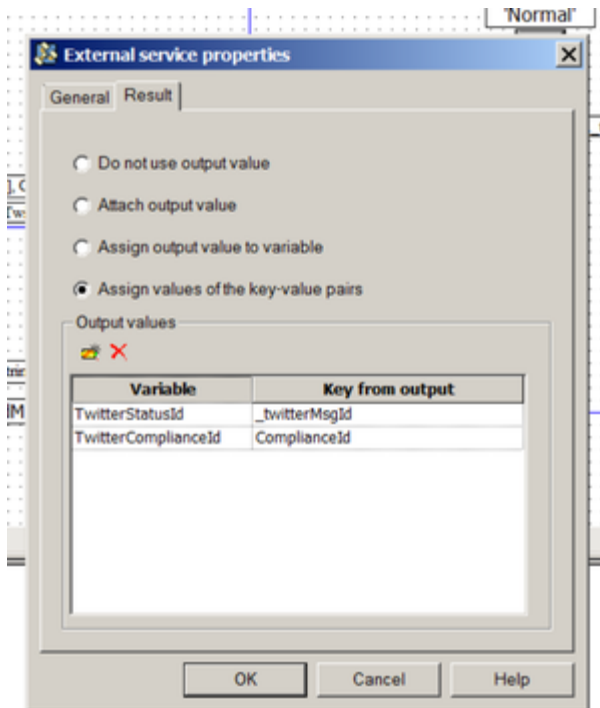 "Normal"
External service properties
General Result
Do not use output value
Attach output value
Assign output value to variable
Assign values of the key-value pairs
Output values
Variable Key from output
TwitterStatusId _twitterMsgId
TwitterComplianceId ComplianceId
OK Cancel Help